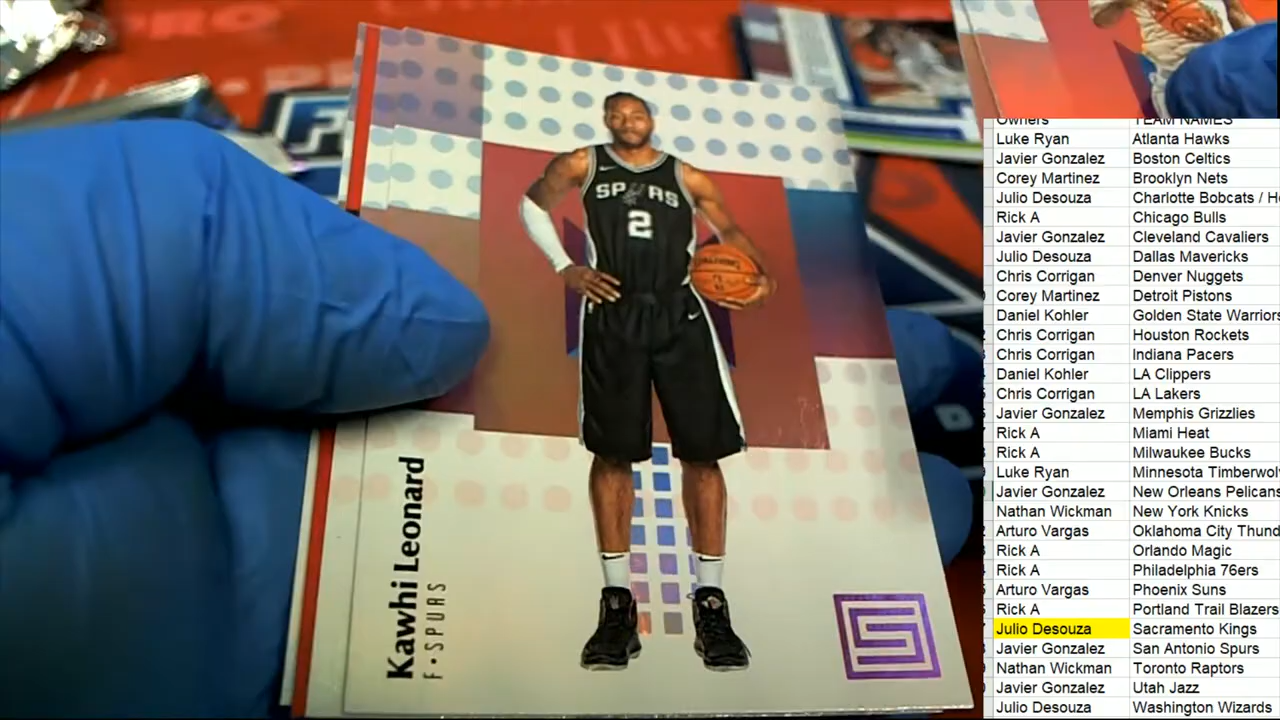 PRO
SPURS
2
SPALDING
Kawhi Leonard
F · SPURS
Owners TEAM NAMES
Luke Ryan Atlanta Hawks
Javier Gonzalez Boston Celtics
Corey Martinez Brooklyn Nets
Julio Desouza Charlotte Bobcats / H
Rick A Chicago Bulls
Javier Gonzalez Cleveland Cavaliers
Julio Desouza Dallas Mavericks
Chris Corrigan Denver Nuggets
Corey Martinez Detroit Pistons
Daniel Kohler Golden State Warriors
Chris Corrigan Houston Rockets
Chris Corrigan Indiana Pacers
Daniel Kohler LA Clippers
Chris Corrigan LA Lakers
Javier Gonzalez Memphis Grizzlies
Rick A Miami Heat
Rick A Milwaukee Bucks
Luke Ryan Minnesota Timberwol
Javier Gonzalez New Orleans Pelicans
Nathan Wickman New York Knicks
Arturo Vargas Oklahoma City Thund
Rick A Orlando Magic
Rick A Philadelphia 76ers
Arturo Vargas Phoenix Suns
Rick A Portland Trail Blazers
Julio Desouza Sacramento Kings
Javier Gonzalez San Antonio Spurs
Nathan Wickman Toronto Raptors
Javier Gonzalez Utah Jazz
Julio Desouza Washington Wizards